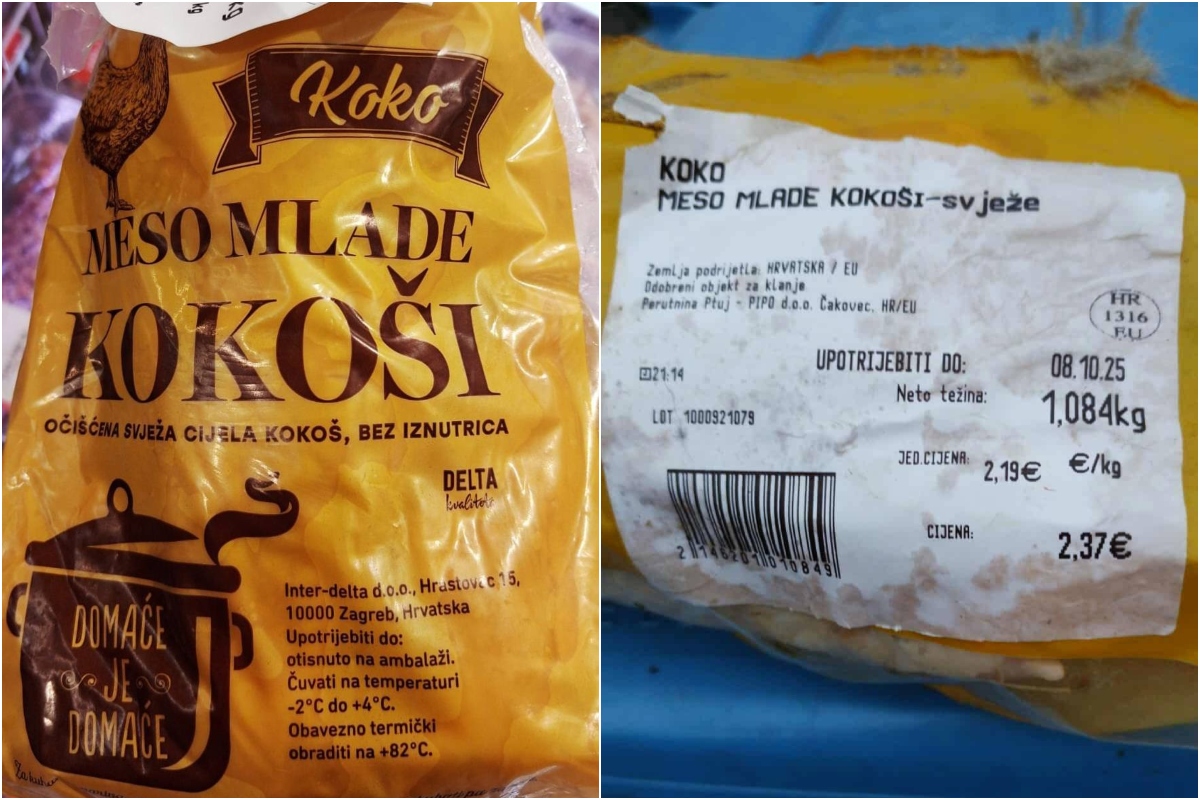 kg
kg
Koko
MESO MLADE
KOKOŠI
OČIŠĆENA SVJEŽA CIJELA KOKOŠ, BEZ IZNUTRICA
DELTA
kvaliteta
DOMAĆE
JE
DOMAĆE
Inter-delta d.o.o., Hrastovac 15,
10000 Zagreb, Hrvatska
Upotrijebiti do:
otisnuto na ambalaži.
Čuvati na temperaturi
-2°C do +4°C.
Obavezno termički
obraditi na +82°C.
KOKO
MESO MLADE KOKOŠI-svježe
Zemlja podrijetla: HRVATSKA / EU
Odobreni objekt za klanje
Perutnina Ptuj - PIPO d.o.o. Čakovec, HR/EU
HR
1316
EU
UPOTRIJEBITI DO: 08.10.25
21:14
Neto težina: 1,084kg
LOT 1000921079
JED.CIJENA: 2,19€ €/kg
CIJENA: 2,37€